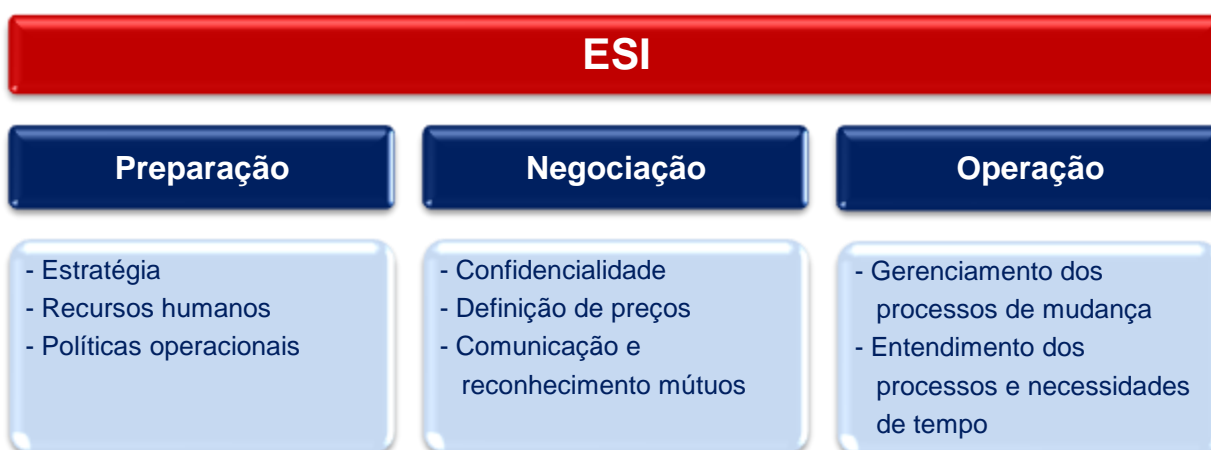 ESI
Preparação
Negociação
Operação
- Estratégia
- Recursos humanos
- Políticas operacionais
- Confidencialidade
- Definição de preços
- Comunicação e
reconhecimento mútuos
- Gerenciamento dos
processos de mudança
- Entendimento dos
processos e necessidades
de tempo